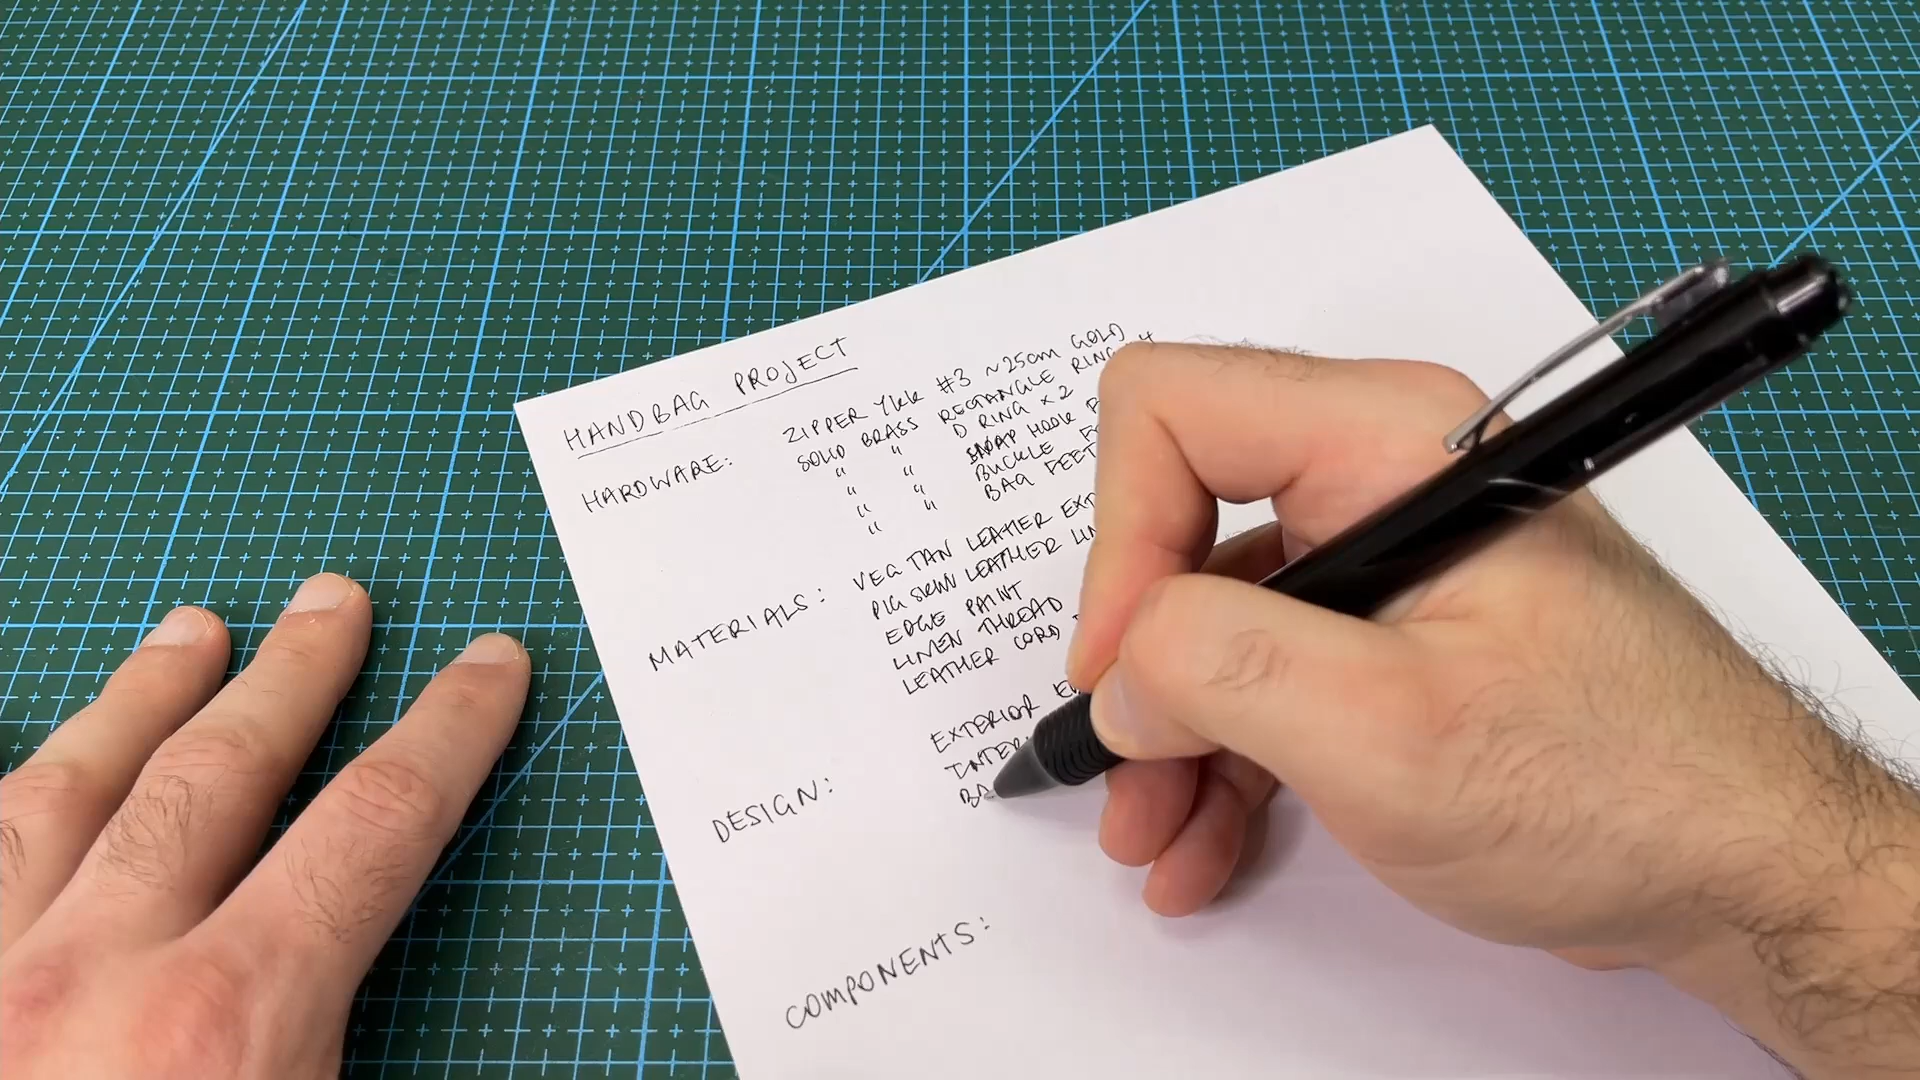 HANDBAG PROJECT
HARDWARE: ZIPPER YKK #3 ~25cm GOLD
SOLID BRASS RECTANGLE RING 4
" " D RING x 2
" " SNAP HOOK
" " BUCKLE
" " BAG FEET
MATERIALS: VEG TAN LEATHER
PIG SKIN LEATHER
EDGE PAINT
LINEN THREAD
LEATHER CORD
DESIGN: EXTERIOR
COMPONENTS: